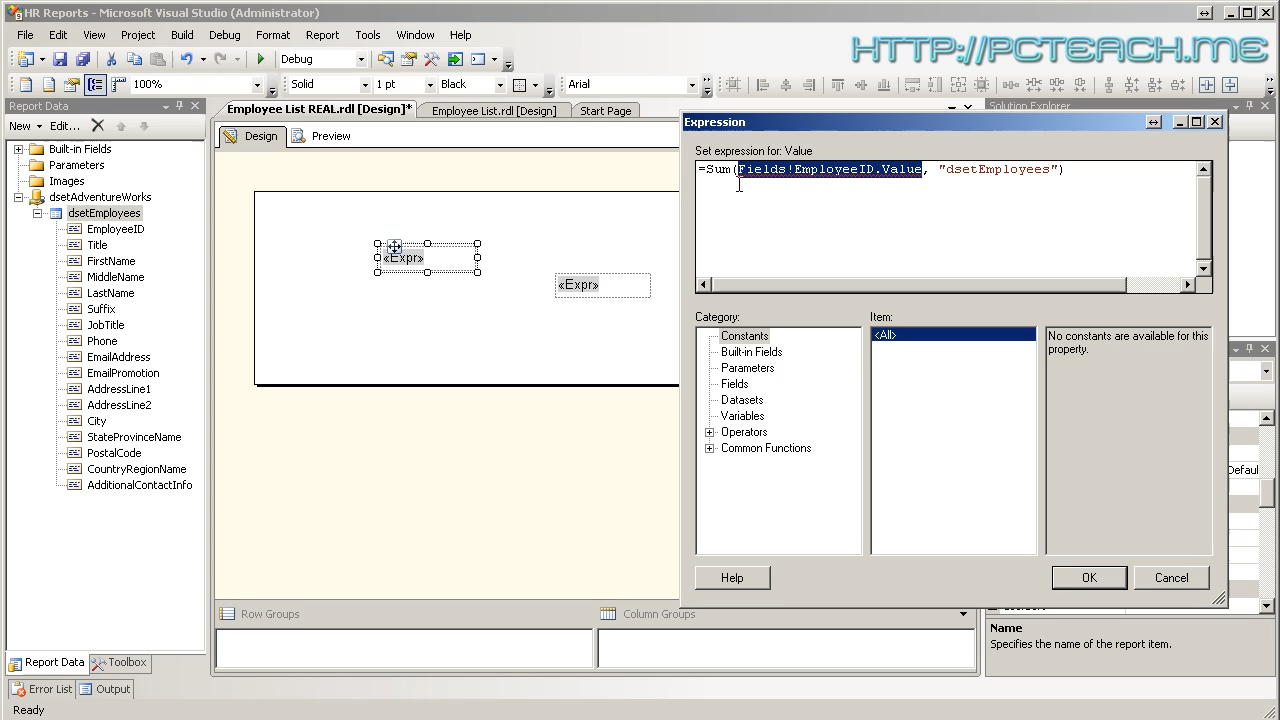 HR Reports - Microsoft Visual Studio (Administrator)
File Edit View Project Build Debug Format Report Tools Window Help
HTTP://PCTEACH.ME
Debug
100% Solid 1 pt Black Arial
Report Data
New Edit...
Built-in Fields
Parameters
Images
dsetAdventureWorks
dsetEmployees
EmployeeID
Title
FirstName
MiddleName
LastName
Suffix
JobTitle
Phone
EmailAddress
EmailPromotion
AddressLine1
AddressLine2
City
StateProvinceName
PostalCode
CountryRegionName
AdditionalContactInfo
Report Data Toolbox
Error List Output
Ready
Employee List REAL.rdl [Design]* Employee List.rdl [Design] Start Page
Design Preview
«Expr»
«Expr»
Row Groups Column Groups
Solution Explorer
Expression
Set expression for: Value
=Sum(Fields!EmployeeID.Value, "dsetEmployees")
Category:
Constants
Built-in Fields
Parameters
Fields
Datasets
Variables
Operators
Common Functions
Item:
<All>
No constants are available for this
property.
Help OK Cancel
Defaul
Name
Specifies the name of the report item.